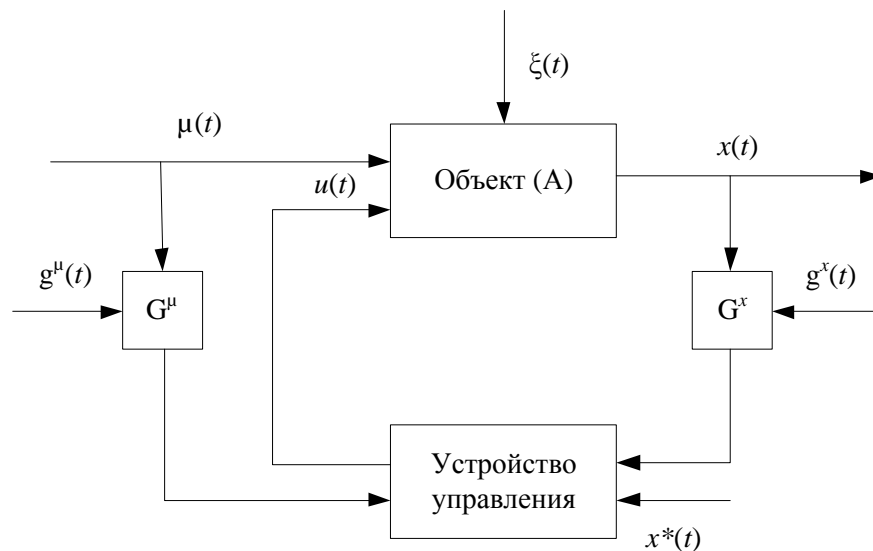 ξ(t)
μ(t)
x(t)
Объект (А)
u(t)
g^μ(t)
g^x(t)
G^μ
G^x
Устройство
управления
x*(t)